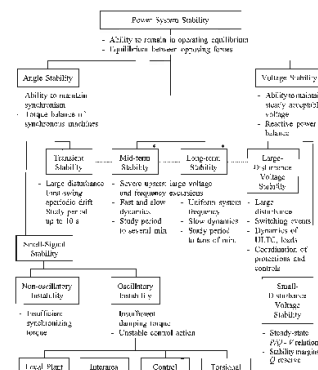 Power System Stability
- Ability to remain in operating equilibrium
- Equilibrium between opposing forces
Angle Stability
- Ability to maintain
synchronism
- Torque balance of
synchronous machines
Voltage Stability
- Ability to maintain
steady acceptable
voltage
- Reactive power
balance
Transient
Stability
- Large disturbance
- First-swing
aperiodic drift
- Study period
up to 10 s
Mid-term
Stability
- Severe upsets; large voltage
and frequency excursions
- Fast and slow
dynamics
- Study period
to several min.
Long-term
Stability
- Uniform system
frequency
- Slow dynamics
- Study period
to tens of min.
Large-
Disturbance
Voltage
Stability
- Large
disturbance
- Switching events
- Dynamics of
ULTC, loads
- Coordination of
protections and
controls
Small-Signal
Stability
Non-oscillatory
Instability
- Insufficient
synchronizing
torque
Oscillatory
Instability
- Insufficient
damping torque
- Unstable control action
Small-
Disturbance
Voltage
Stability
- Steady-state
P/Q - V relation
- Stability margin
Q reserve
Local Plant
Interarea
Control
Torsional